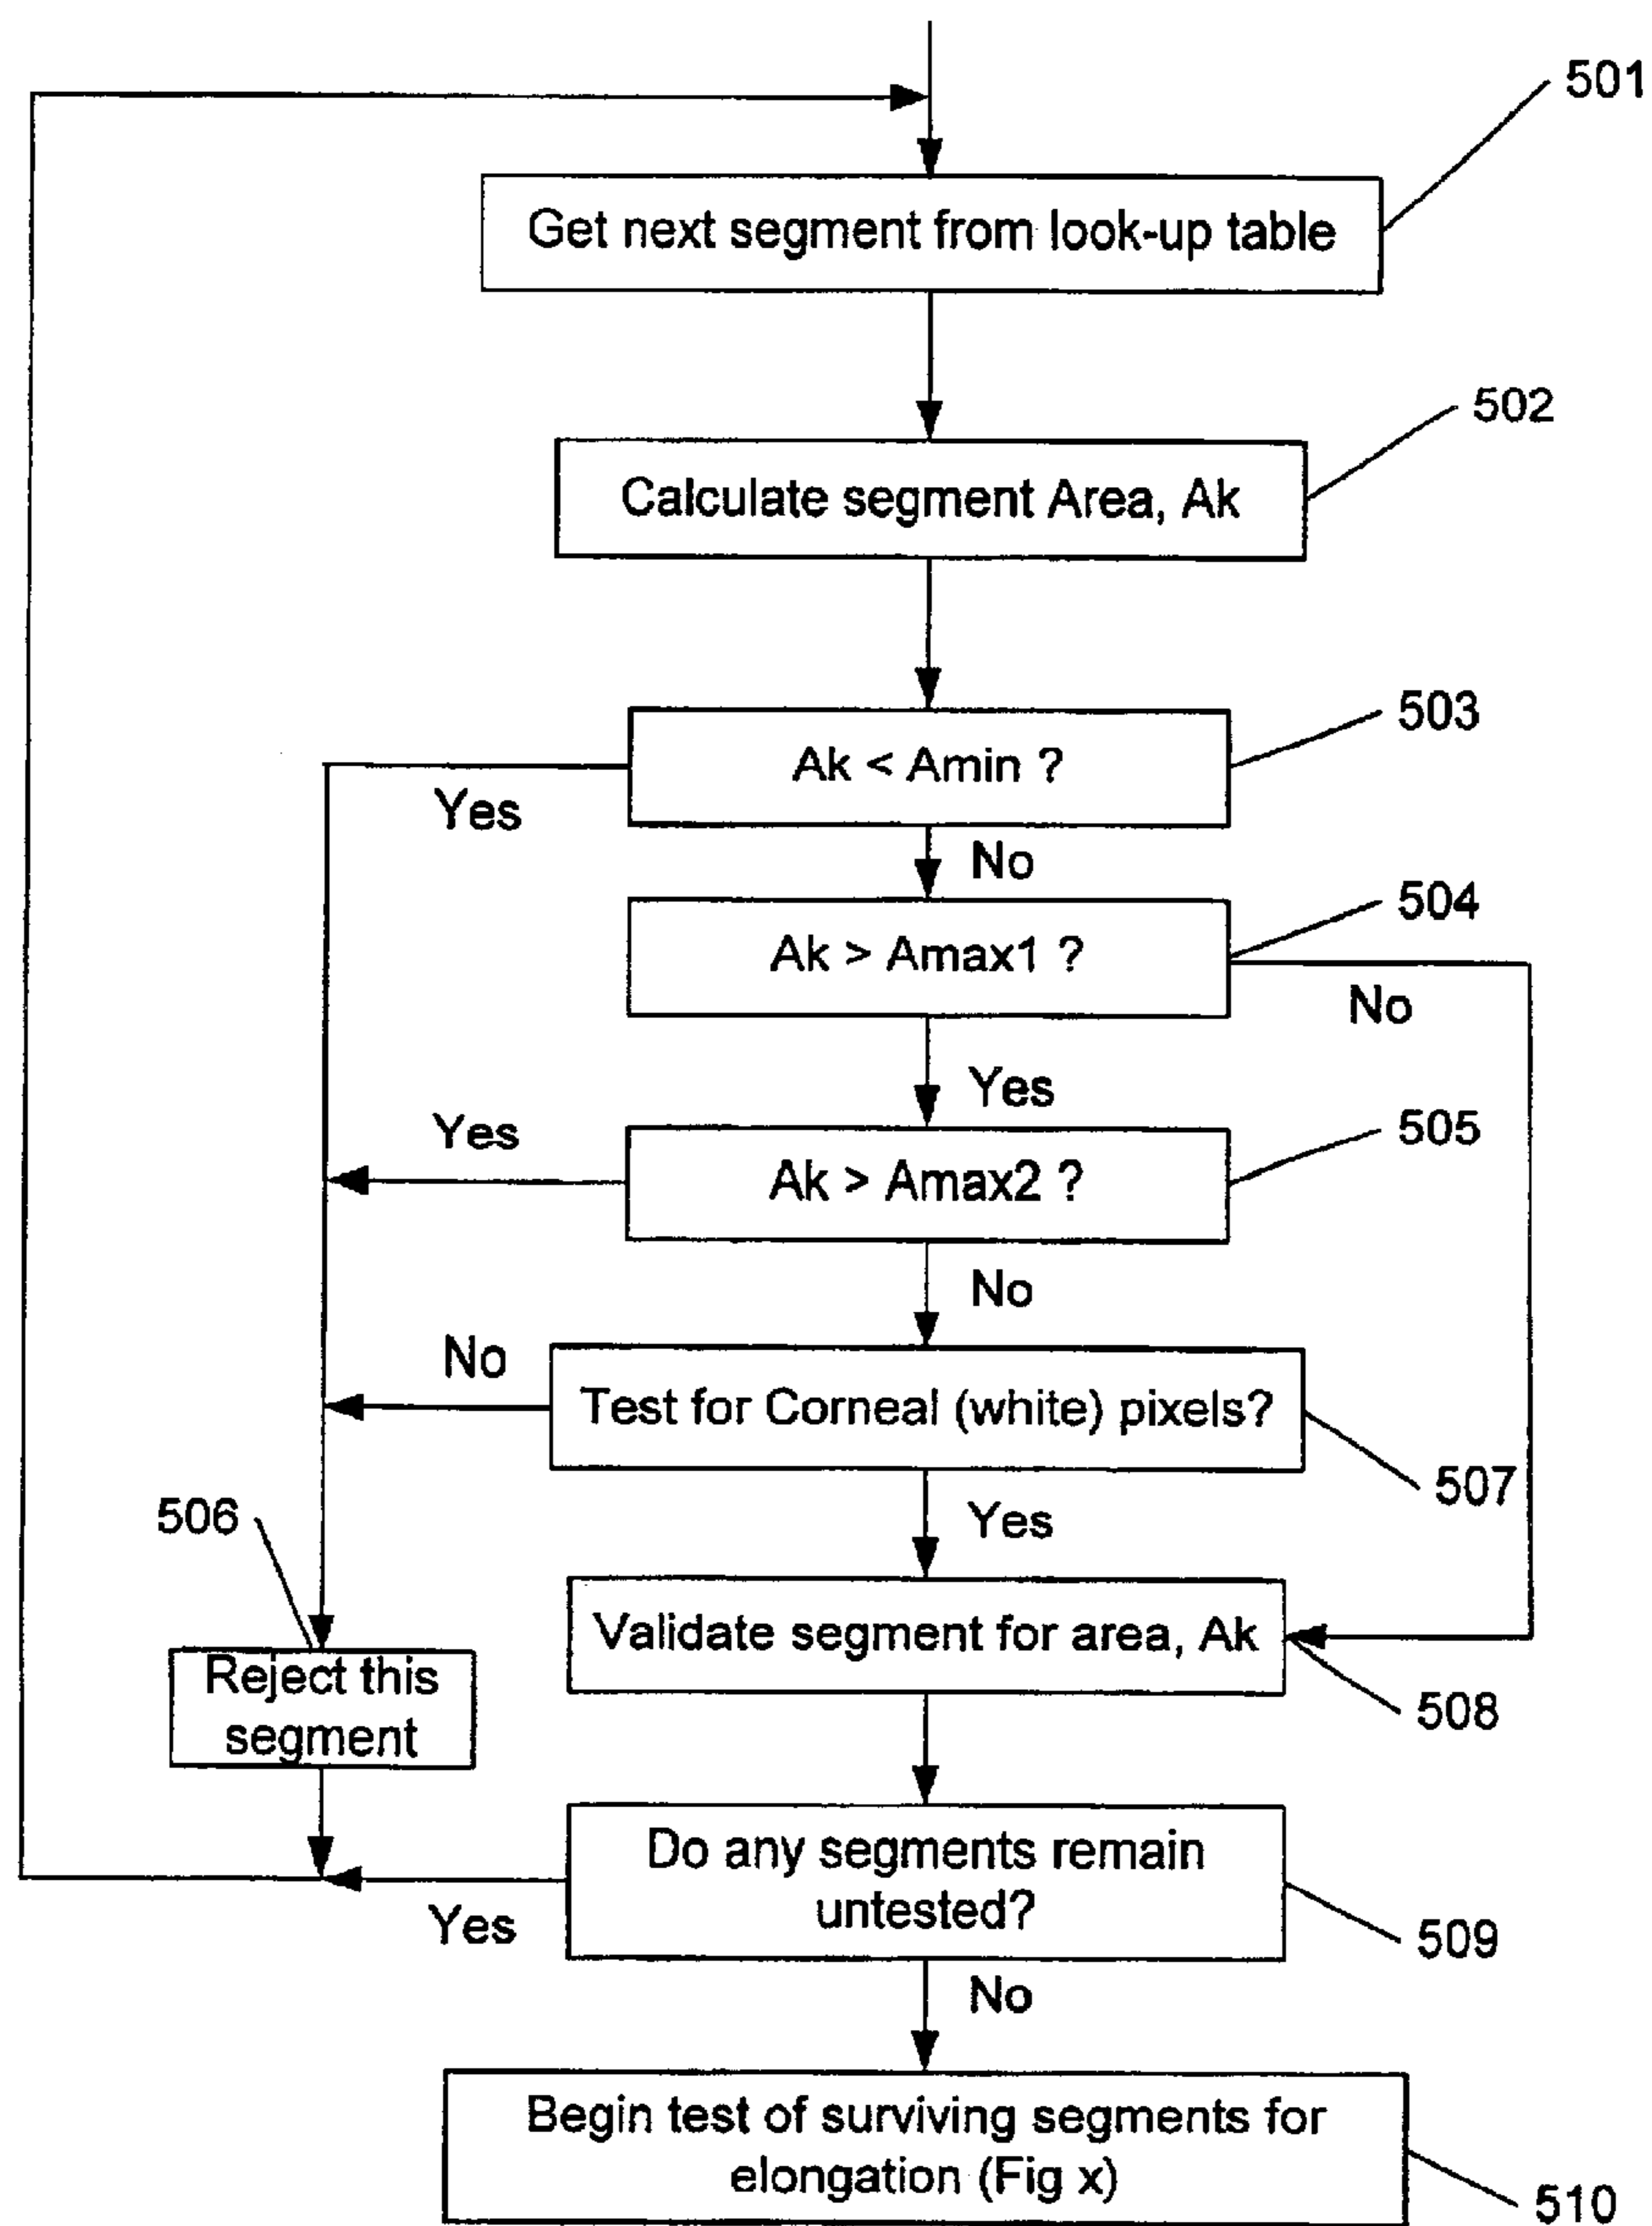 501
Get next segment from look-up table
502
Calculate segment Area, Ak
503
Ak < Amin ?
Yes
No
504
Ak > Amax1 ?
No
Yes
505
Yes
Ak > Amax2 ?
No
No
Test for Corneal (white) pixels?
507
506
Yes
Validate segment for area, Ak
Reject this
segment
508
Do any segments remain
untested?
Yes
509
No
Begin test of surviving segments for
elongation (Fig x)
510